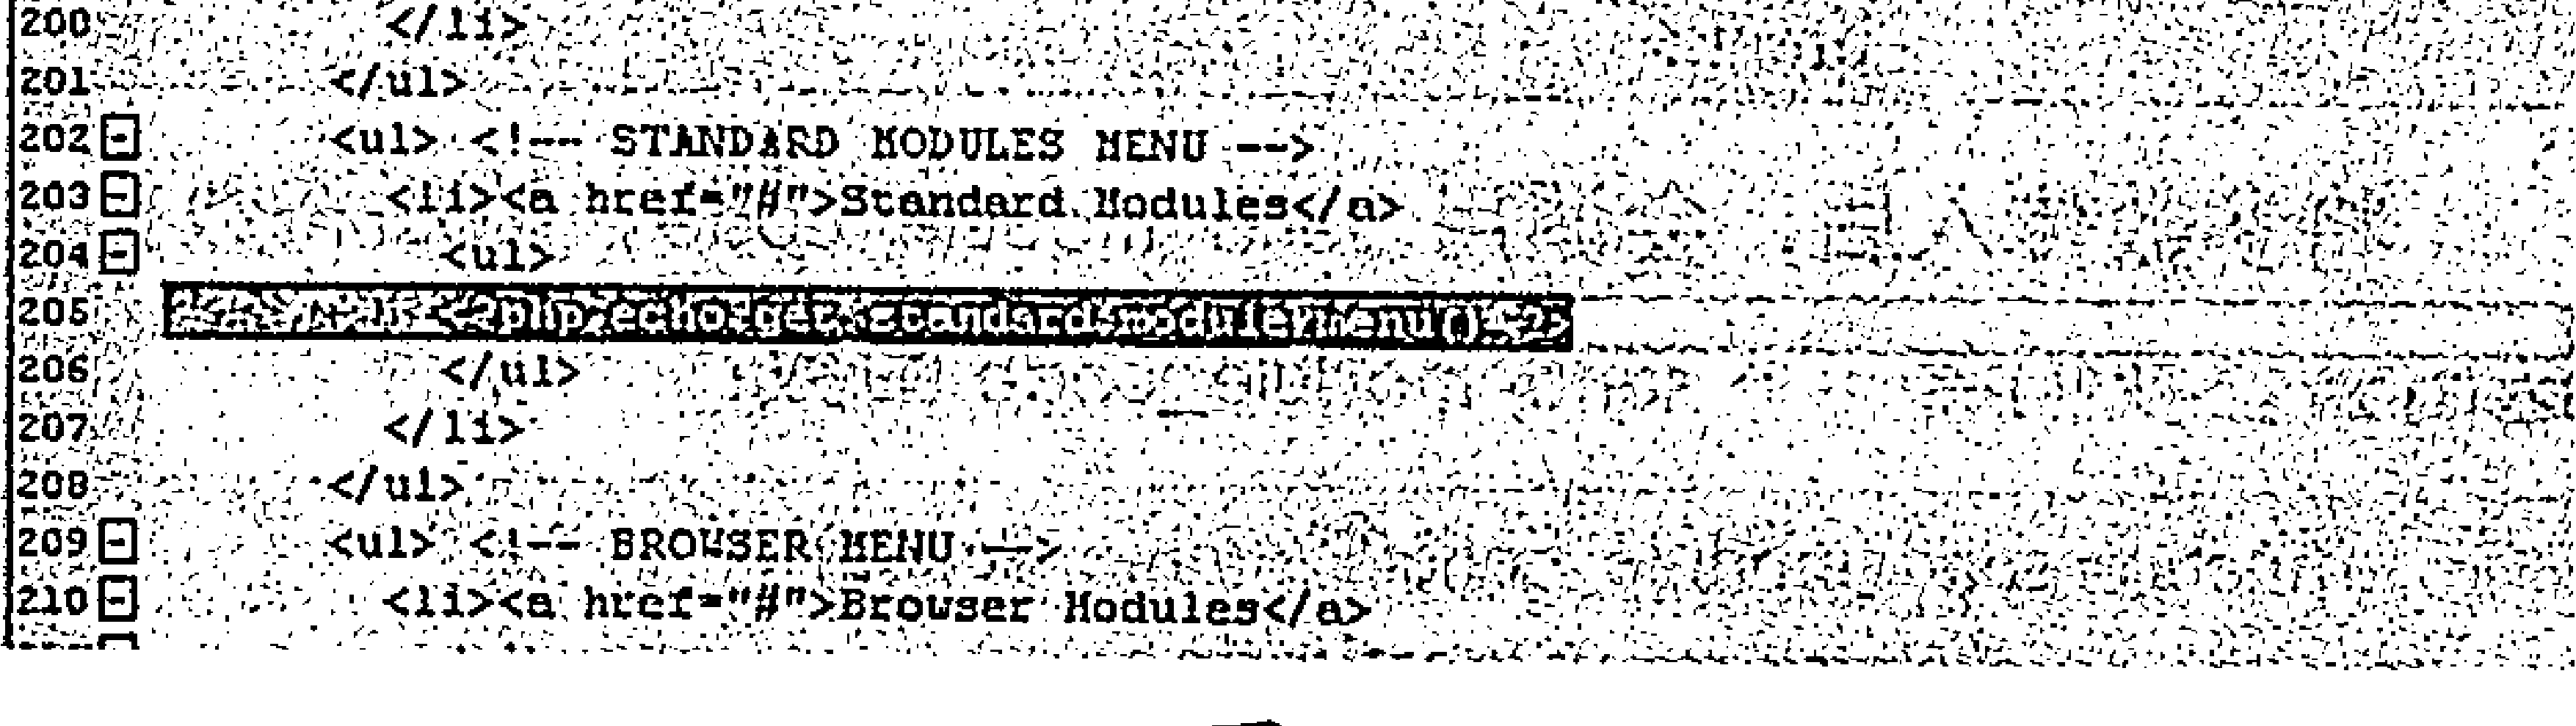 200 </li>
201 </ul>
202 <ul> <!-- STANDARD MODULES MENU -->
203 <li><a href="#">Standard Modules</a>
204 <ul>
205 <?php echo get_standard_module_menu() ?>
206 </ul>
207 </li>
208 </ul>
209 <ul> <!-- BROWSER MENU -->
210 <li><a href="#">Browser Modules</a>